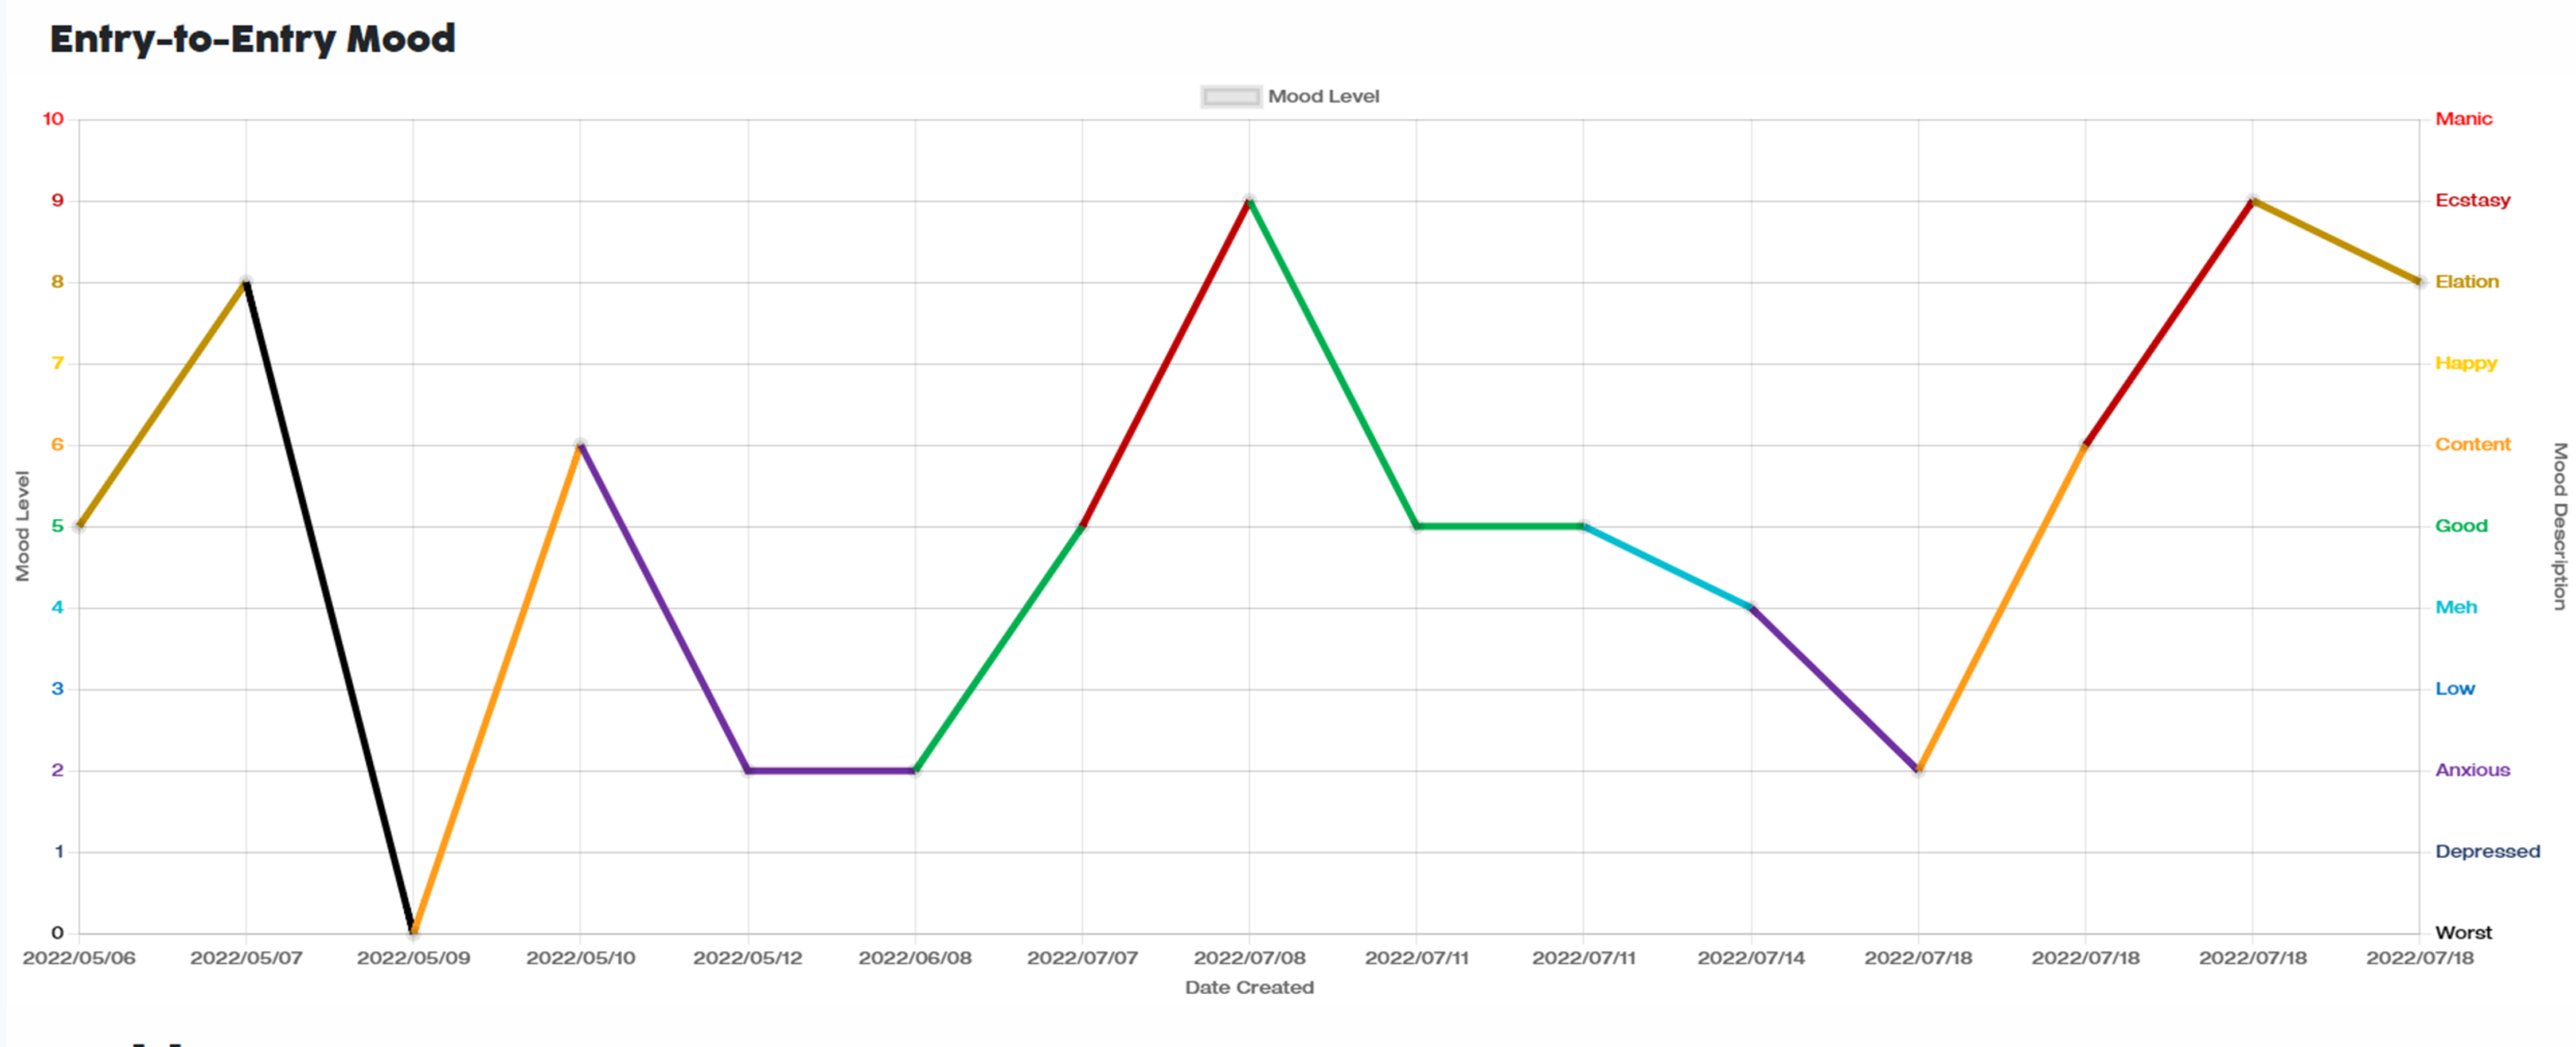 Entry-to-Entry Mood
Mood Level
10 Manic
9 Ecstasy
8 Elation
7 Happy
6 Content
5 Good
4 Meh
3 Low
2 Anxious
1 Depressed
0 Worst
Mood Level
Mood Description
2022/05/06 2022/05/07 2022/05/09 2022/05/10 2022/05/12 2022/06/08 2022/07/07 2022/07/08 2022/07/11 2022/07/11 2022/07/14 2022/07/18 2022/07/18 2022/07/18 2022/07/18
Date Created